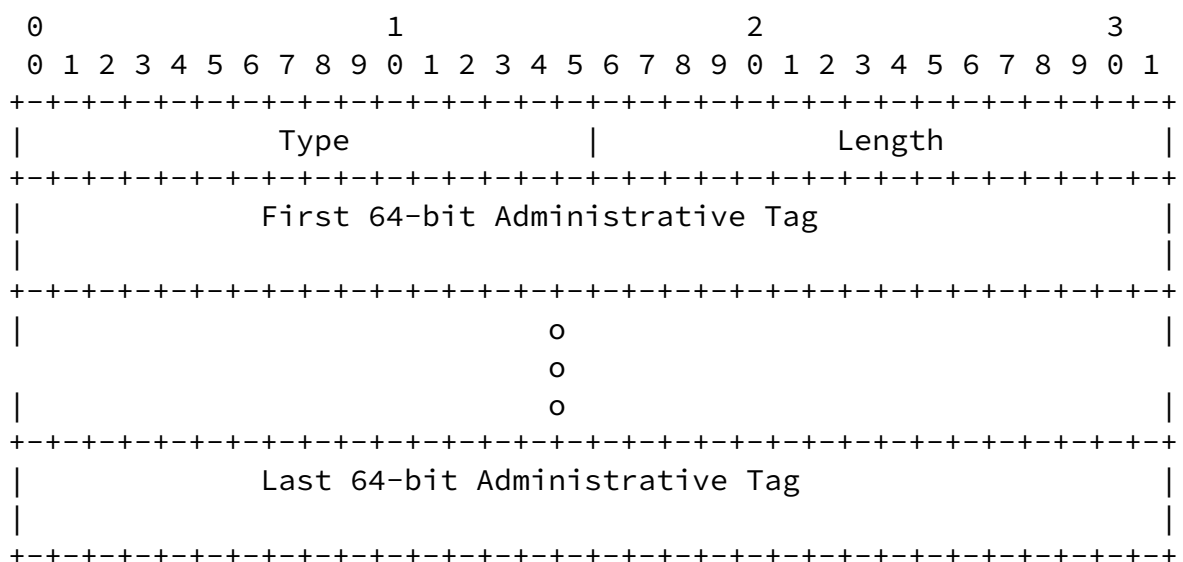 0                   1                   2                   3
 0 1 2 3 4 5 6 7 8 9 0 1 2 3 4 5 6 7 8 9 0 1 2 3 4 5 6 7 8 9 0 1
+-+-+-+-+-+-+-+-+-+-+-+-+-+-+-+-+-+-+-+-+-+-+-+-+-+-+-+-+-+-+-+-+
|              Type             |             Length            |
+-+-+-+-+-+-+-+-+-+-+-+-+-+-+-+-+-+-+-+-+-+-+-+-+-+-+-+-+-+-+-+-+
|             First 64-bit Administrative Tag                   |
|                                                               |
+-+-+-+-+-+-+-+-+-+-+-+-+-+-+-+-+-+-+-+-+-+-+-+-+-+-+-+-+-+-+-+-+
|                             o                                 |
                              o
|                             o                                 |
+-+-+-+-+-+-+-+-+-+-+-+-+-+-+-+-+-+-+-+-+-+-+-+-+-+-+-+-+-+-+-+-+
|             Last 64-bit Administrative Tag                    |
|                                                               |
+-+-+-+-+-+-+-+-+-+-+-+-+-+-+-+-+-+-+-+-+-+-+-+-+-+-+-+-+-+-+-+-+